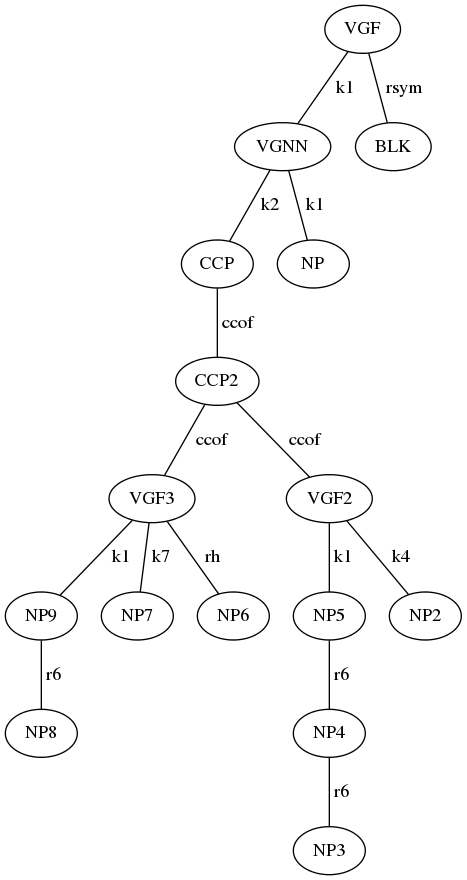 VGF
k1 rsym
VGNN BLK
k2 k1
CCP NP
ccof
CCP2
ccof ccof
VGF3 VGF2
k1 k7 rh k1 k4
NP9 NP7 NP6 NP5 NP2
r6 r6
NP8 NP4
r6
NP3